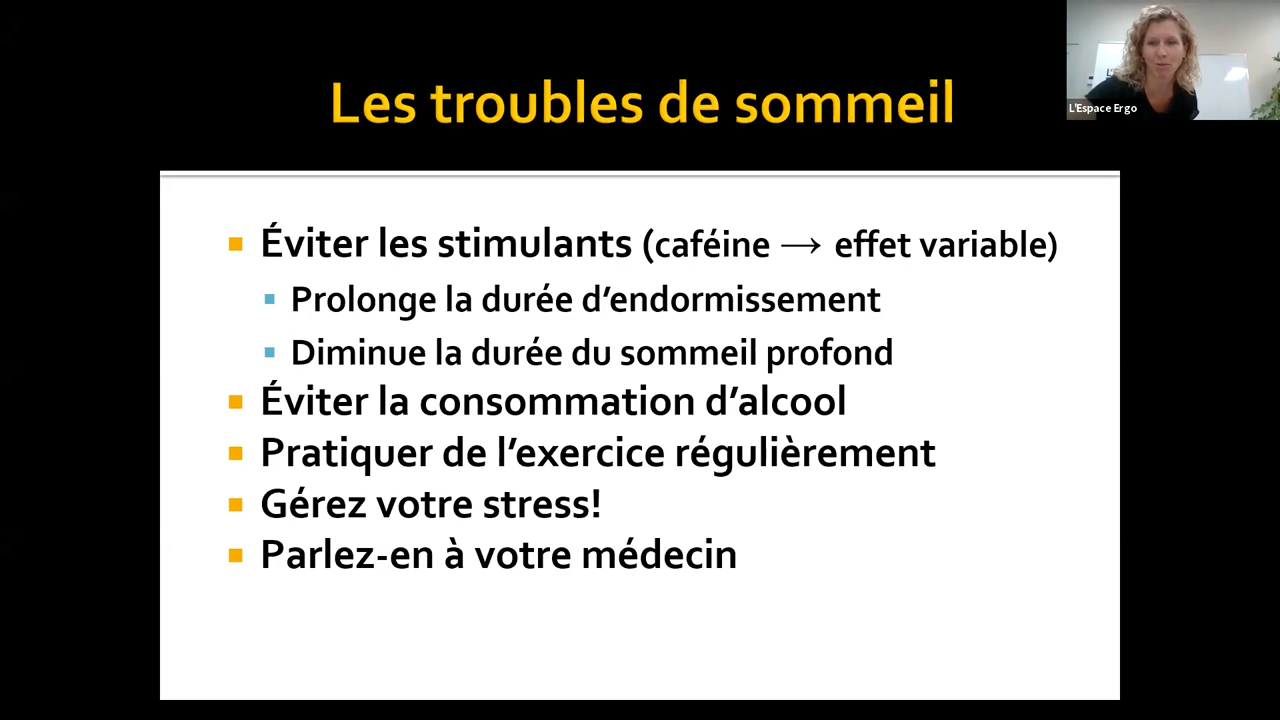 Les troubles de sommeil
L'Espace Ergo
Éviter les stimulants (caféine → effet variable)
Prolonge la durée d’endormissement
Diminue la durée du sommeil profond
Éviter la consommation d’alcool
Pratiquer de l’exercice régulièrement
Gérez votre stress!
Parlez-en à votre médecin